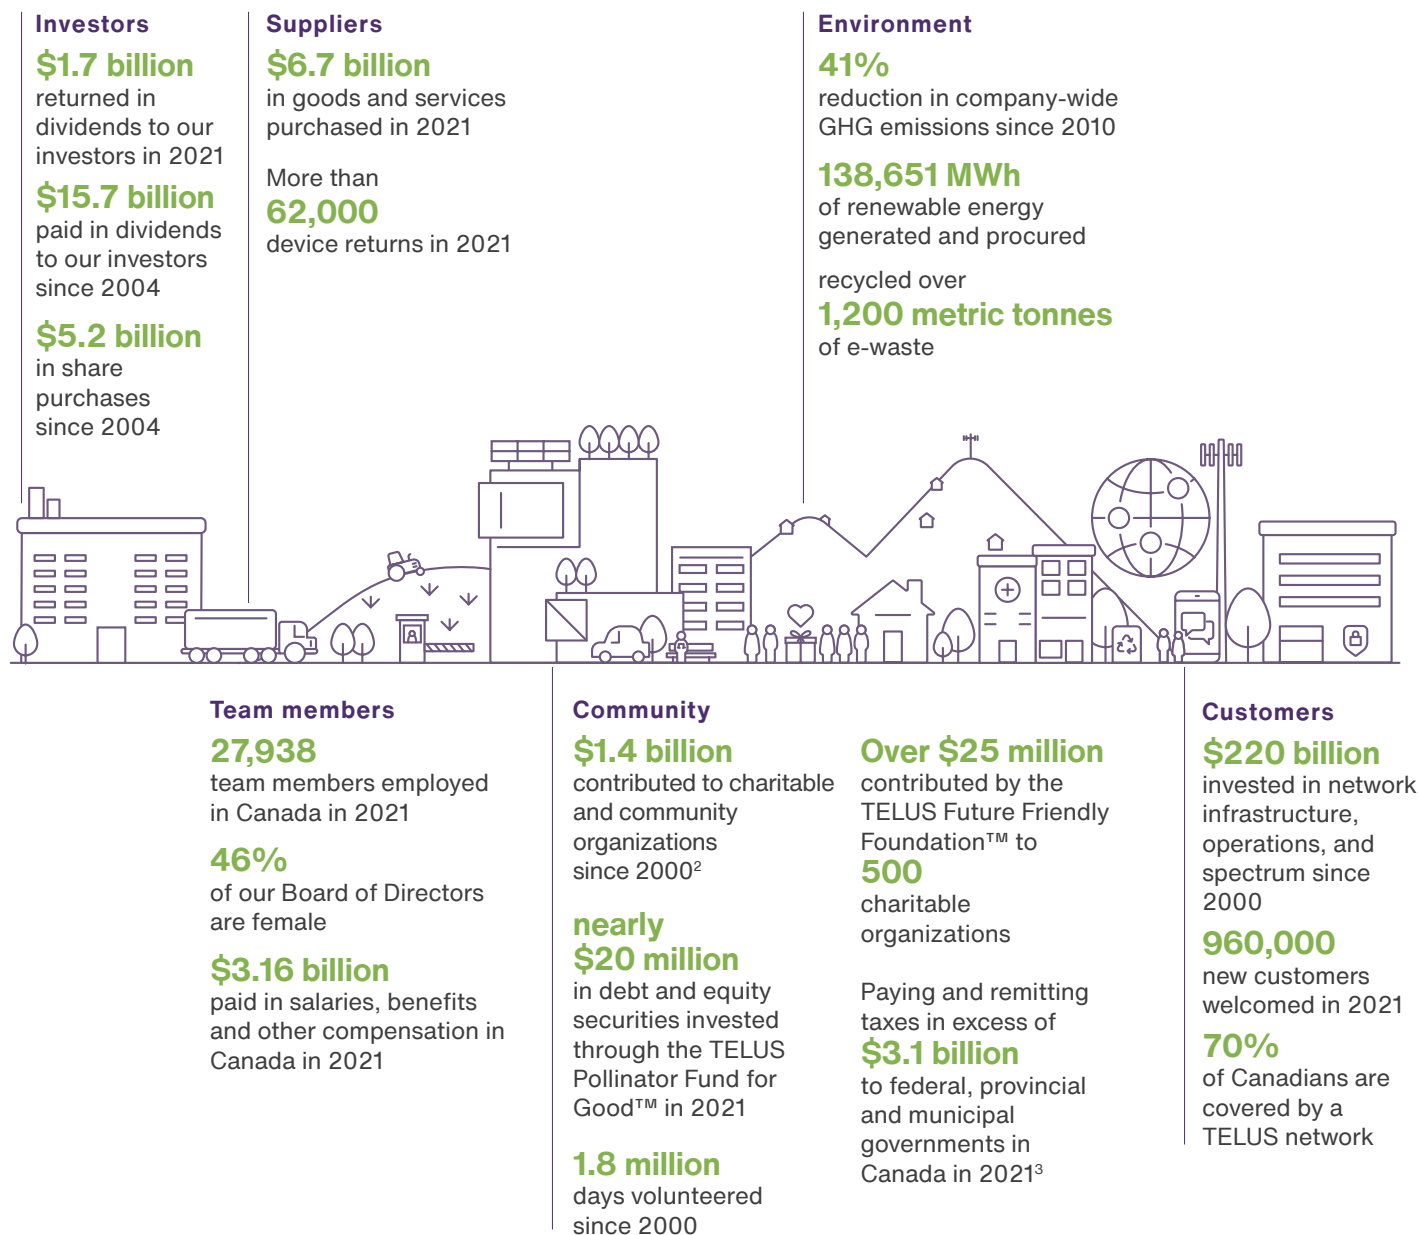 Investors
$1.7 billion
returned in
dividends to our
investors in 2021
$15.7 billion
paid in dividends
to our investors
since 2004
$5.2 billion
in share
purchases
since 2004
Suppliers
$6.7 billion
in goods and services
purchased in 2021
More than
62,000
device returns in 2021
Environment
41%
reduction in company-wide
GHG emissions since 2010
138,651 MWh
of renewable energy
generated and procured
recycled over
1,200 metric tonnes
of e-waste
Team members
27,938
team members employed
in Canada in 2021
46%
of our Board of Directors
are female
$3.16 billion
paid in salaries, benefits
and other compensation in
Canada in 2021
Community
$1.4 billion
contributed to charitable
and community
organizations
since 2000²
nearly
$20 million
in debt and equity
securities invested
through the TELUS
Pollinator Fund for
Good™ in 2021
1.8 million
days volunteered
since 2000
Over $25 million
contributed by the
TELUS Future Friendly
Foundation™ to
500
charitable
organizations
Paying and remitting
taxes in excess of
$3.1 billion
to federal, provincial
and municipal
governments in
Canada in 2021³
Customers
$220 billion
invested in network
infrastructure,
operations, and
spectrum since
2000
960,000
new customers
welcomed in 2021
70%
of Canadians are
covered by a
TELUS network